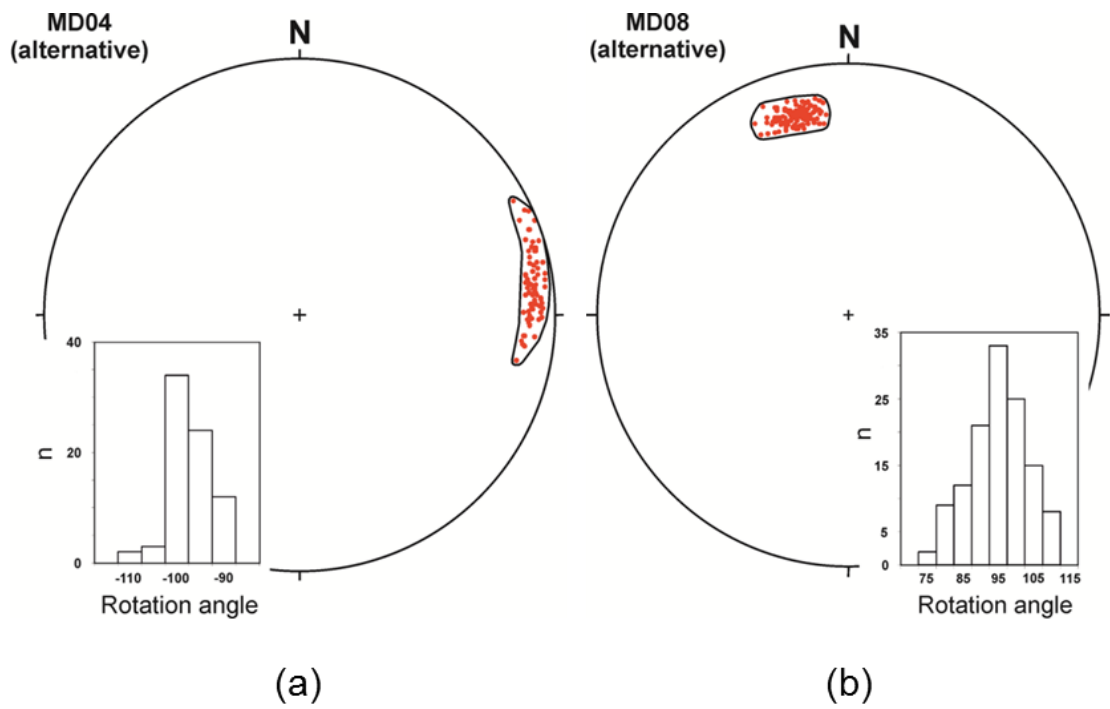 MD04
(alternative)
N
40
20
0
n
-110 -100 -90
Rotation angle
(a)
MD08
(alternative)
N
35
25
15
5
0
n
75 85 95 105 115
Rotation angle
(b)